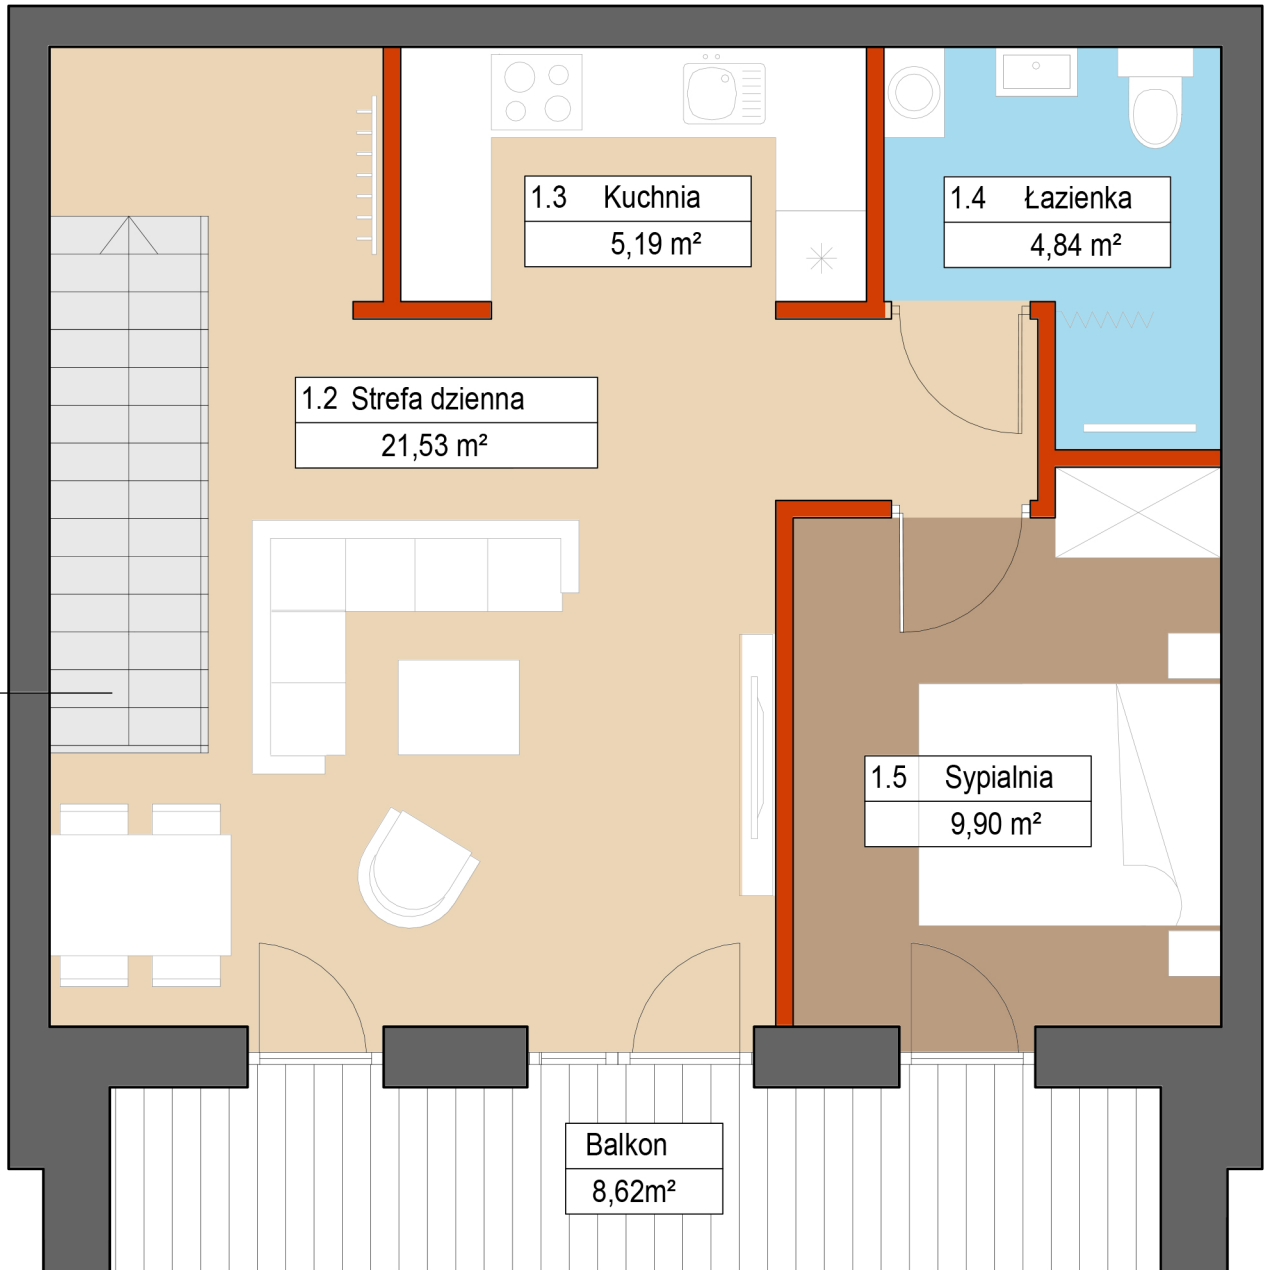 1.3 Kuchnia
5,19 m²
1.4 Łazienka
4,84 m²
1.2 Strefa dzienna
21,53 m²
1.5 Sypialnia
9,90 m²
Balkon
8,62m²